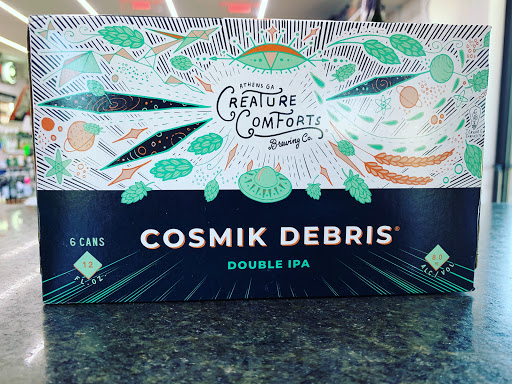 ATHENS GA
CREATURE
COMFORTS
Brewing Co.
COSMIK DEBRIS®
DOUBLE IPA
6 CANS
12
FL. OZ.
8.0
ALC/VOL